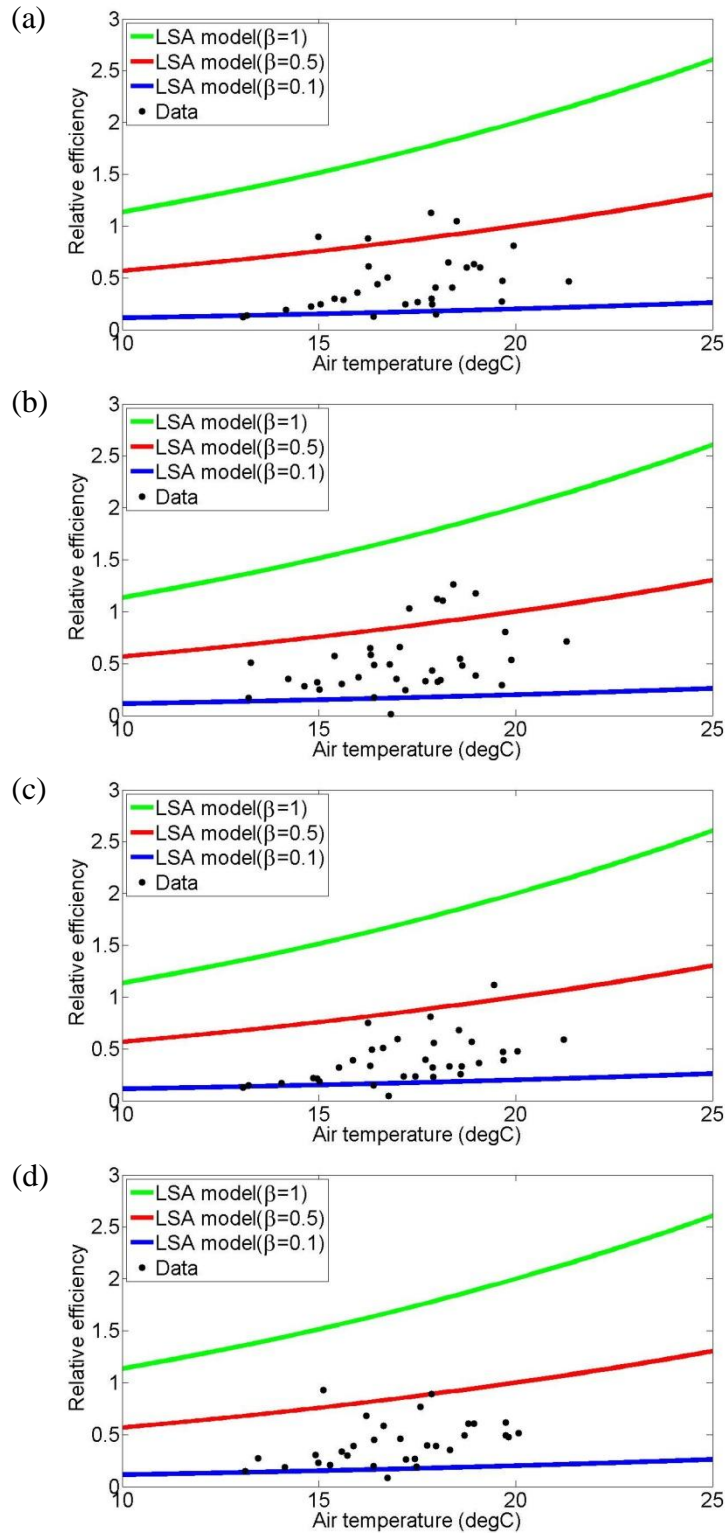 (a)
3
LSA model(β=1)
LSA model(β=0.5)
LSA model(β=0.1)
Data
2.5
2
1.5
1
0.5
0
Relative efficiency
10
15
20
25
Air temperature (degC)
(b)
3
LSA model(β=1)
LSA model(β=0.5)
LSA model(β=0.1)
Data
2.5
2
1.5
1
0.5
0
Relative efficiency
10
15
20
25
Air temperature (degC)
(c)
3
LSA model(β=1)
LSA model(β=0.5)
LSA model(β=0.1)
Data
2.5
2
1.5
1
0.5
0
Relative efficiency
10
15
20
25
Air temperature (degC)
(d)
3
LSA model(β=1)
LSA model(β=0.5)
LSA model(β=0.1)
Data
2.5
2
1.5
1
0.5
0
Relative efficiency
10
15
20
25
Air temperature (degC)